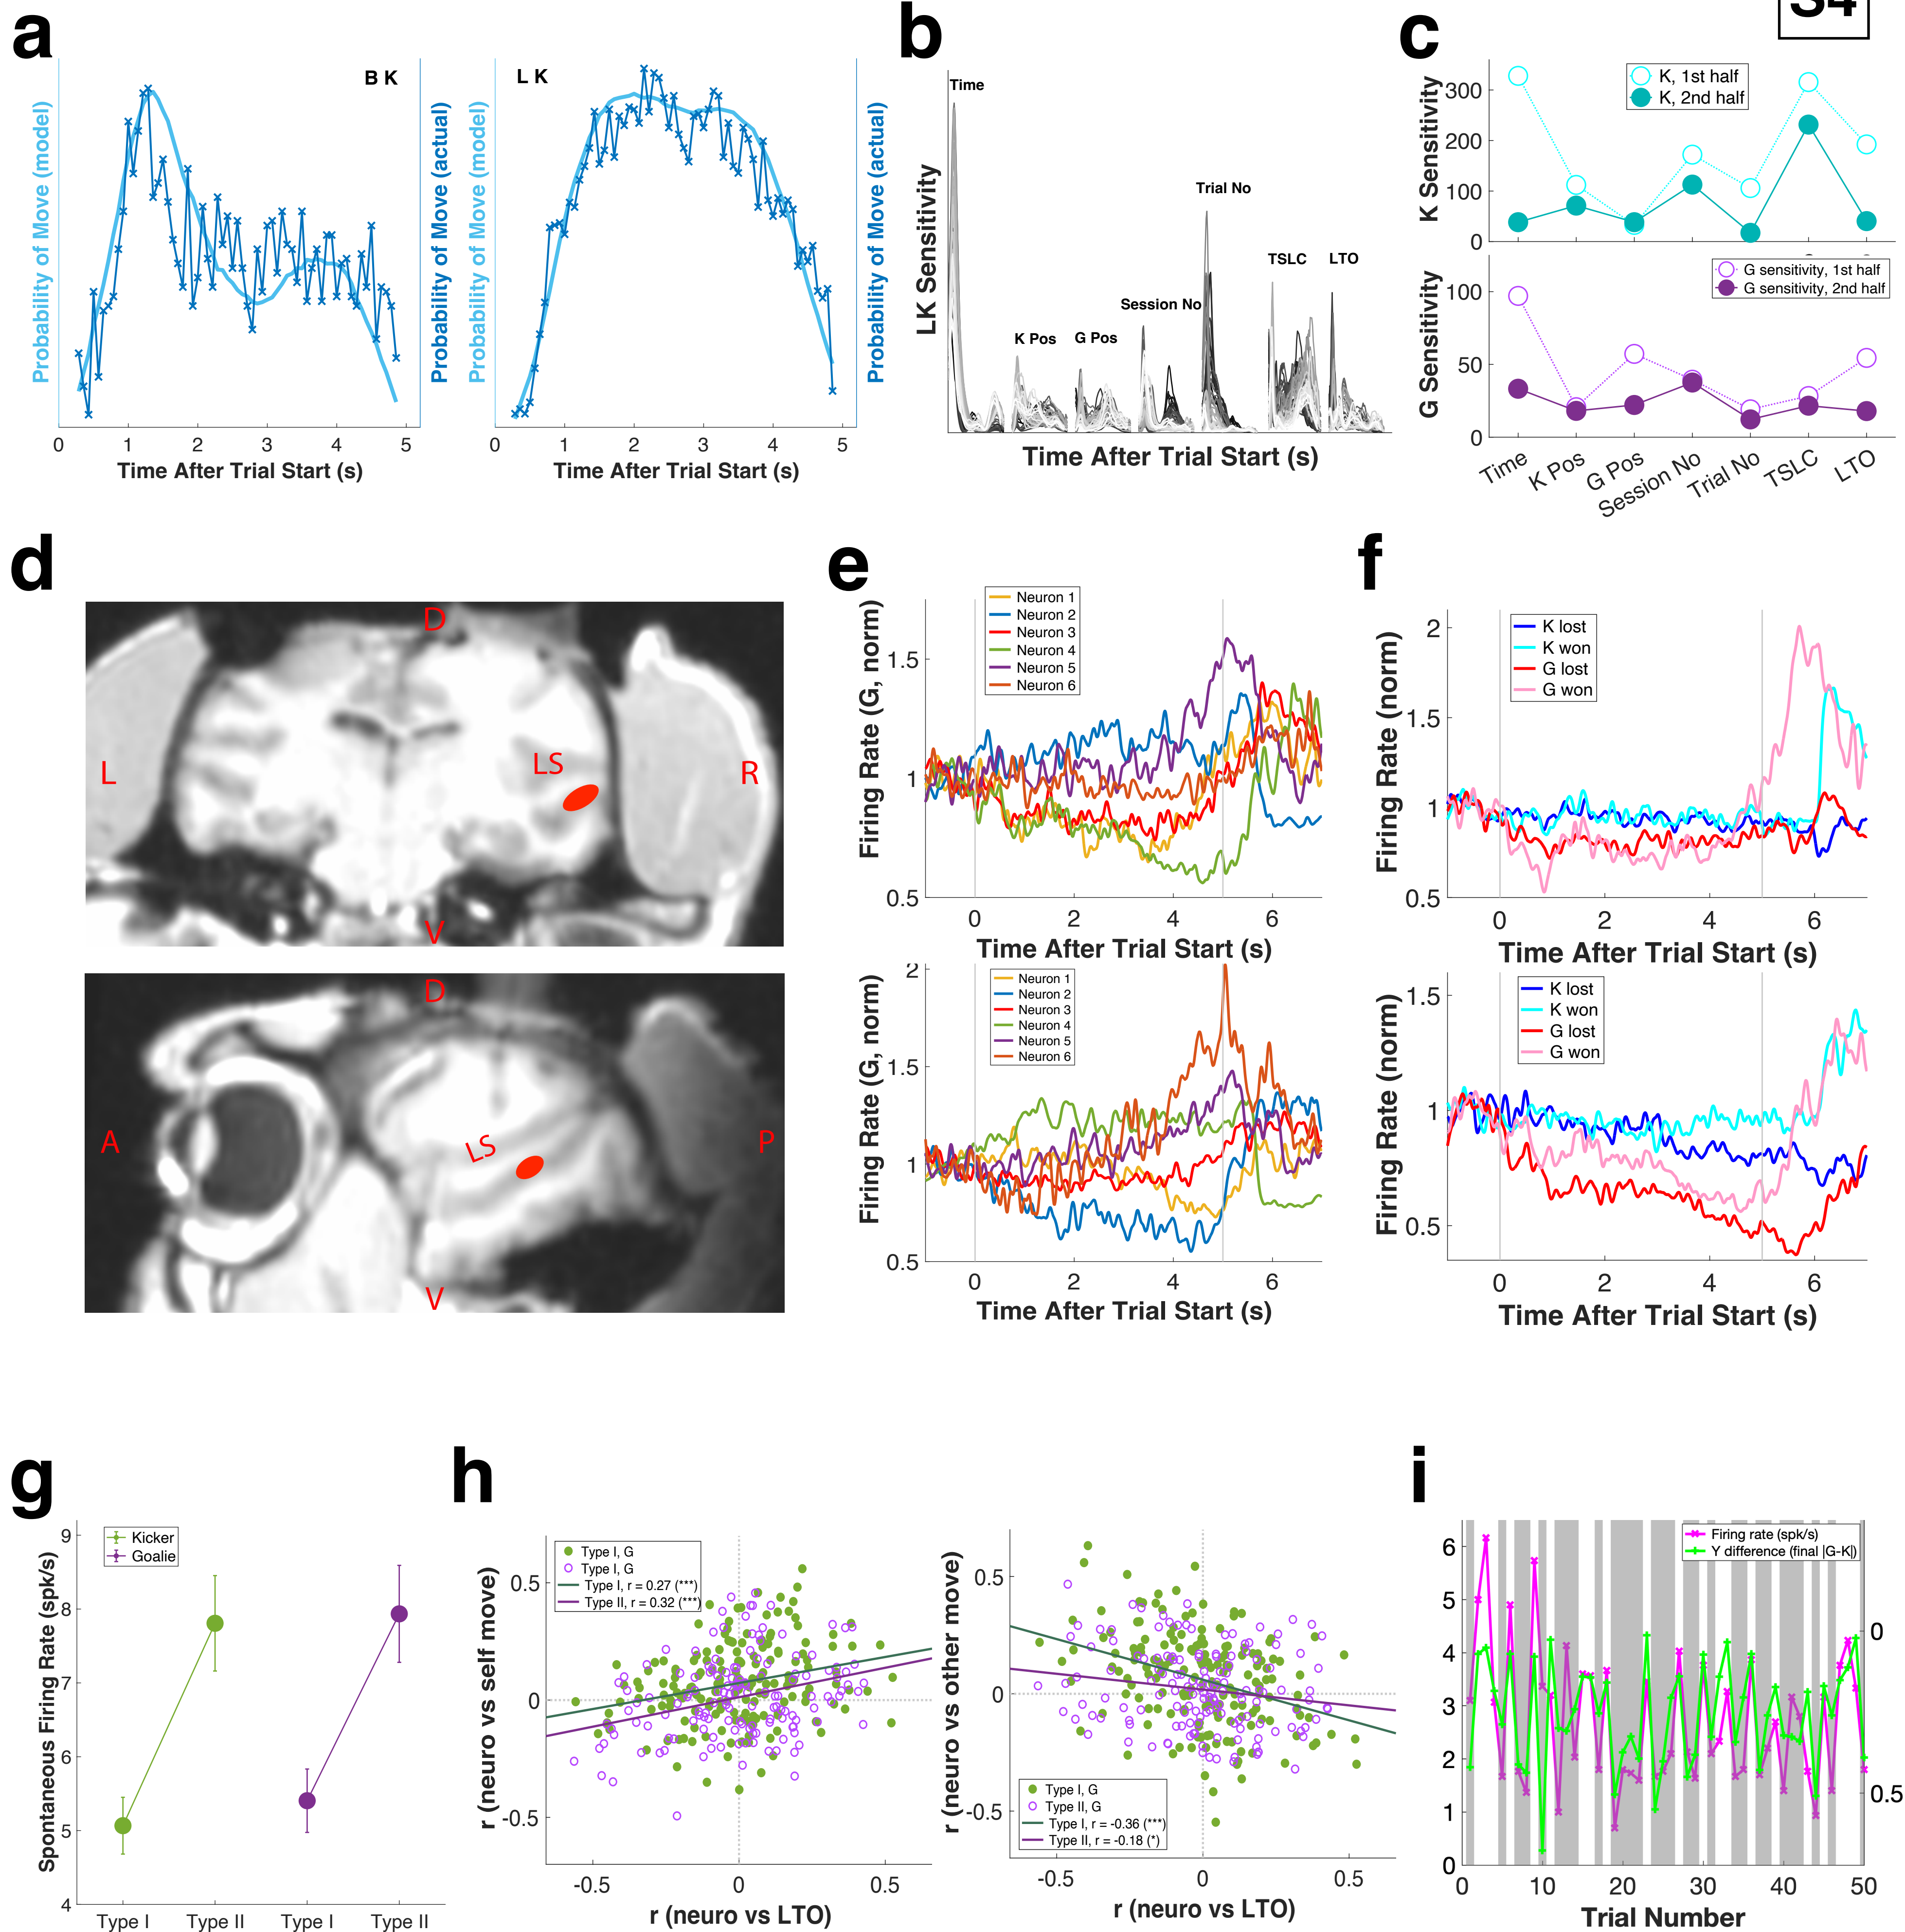 S4
a
B K
Probability of Move (model)
Probability of Move (actual)
0 1 2 3 4 5
Time After Trial Start (s)
L K
Probability of Move (model)
Probability of Move (actual)
0 1 2 3 4 5
Time After Trial Start (s)
b
LK Sensitivity
Time
K Pos
G Pos
Session No
Trial No
TSLC
LTO
Time After Trial Start (s)
c
K Sensitivity
300
200
100
0
K, 1st half
K, 2nd half
G Sensitivity
100
50
0
G sensitivity, 1st half
G sensitivity, 2nd half
Time
K Pos
G Pos
Session No
Trial No
TSLC
LTO
d
D
L
LS
R
V
D
A
LS
P
V
e
Firing Rate (G, norm)
1.5
1
0.5
Neuron 1
Neuron 2
Neuron 3
Neuron 4
Neuron 5
Neuron 6
0 2 4 6
Time After Trial Start (s)
Firing Rate (G, norm)
2
1.5
1
0.5
Neuron 1
Neuron 2
Neuron 3
Neuron 4
Neuron 5
Neuron 6
0 2 4 6
Time After Trial Start (s)
f
Firing Rate (norm)
2
1.5
1
0.5
K lost
K won
G lost
G won
0 2 4 6
Time After Trial Start (s)
Firing Rate (norm)
1.5
1
0.5
K lost
K won
G lost
G won
0 2 4 6
Time After Trial Start (s)
g
Spontaneous Firing Rate (spk/s)
9
8
7
6
5
4
Kicker
Goalie
Type I Type II Type I Type II
h
r (neuro vs self move)
0.5
0
-0.5
Type I, G
Type I, G
Type I, r = 0.27 (***)
Type II, r = 0.32 (***)
-0.5 0 0.5
r (neuro vs LTO)
r (neuro vs other move)
0.5
0
-0.5
Type I, G
Type II, G
Type I, r = -0.36 (***)
Type II, r = -0.18 (*)
-0.5 0 0.5
r (neuro vs LTO)
i
6
5
4
3
2
1
0
Firing rate (spk/s)
Y difference (final |G-K|)
0
0.5
0 10 20 30 40 50
Trial Number